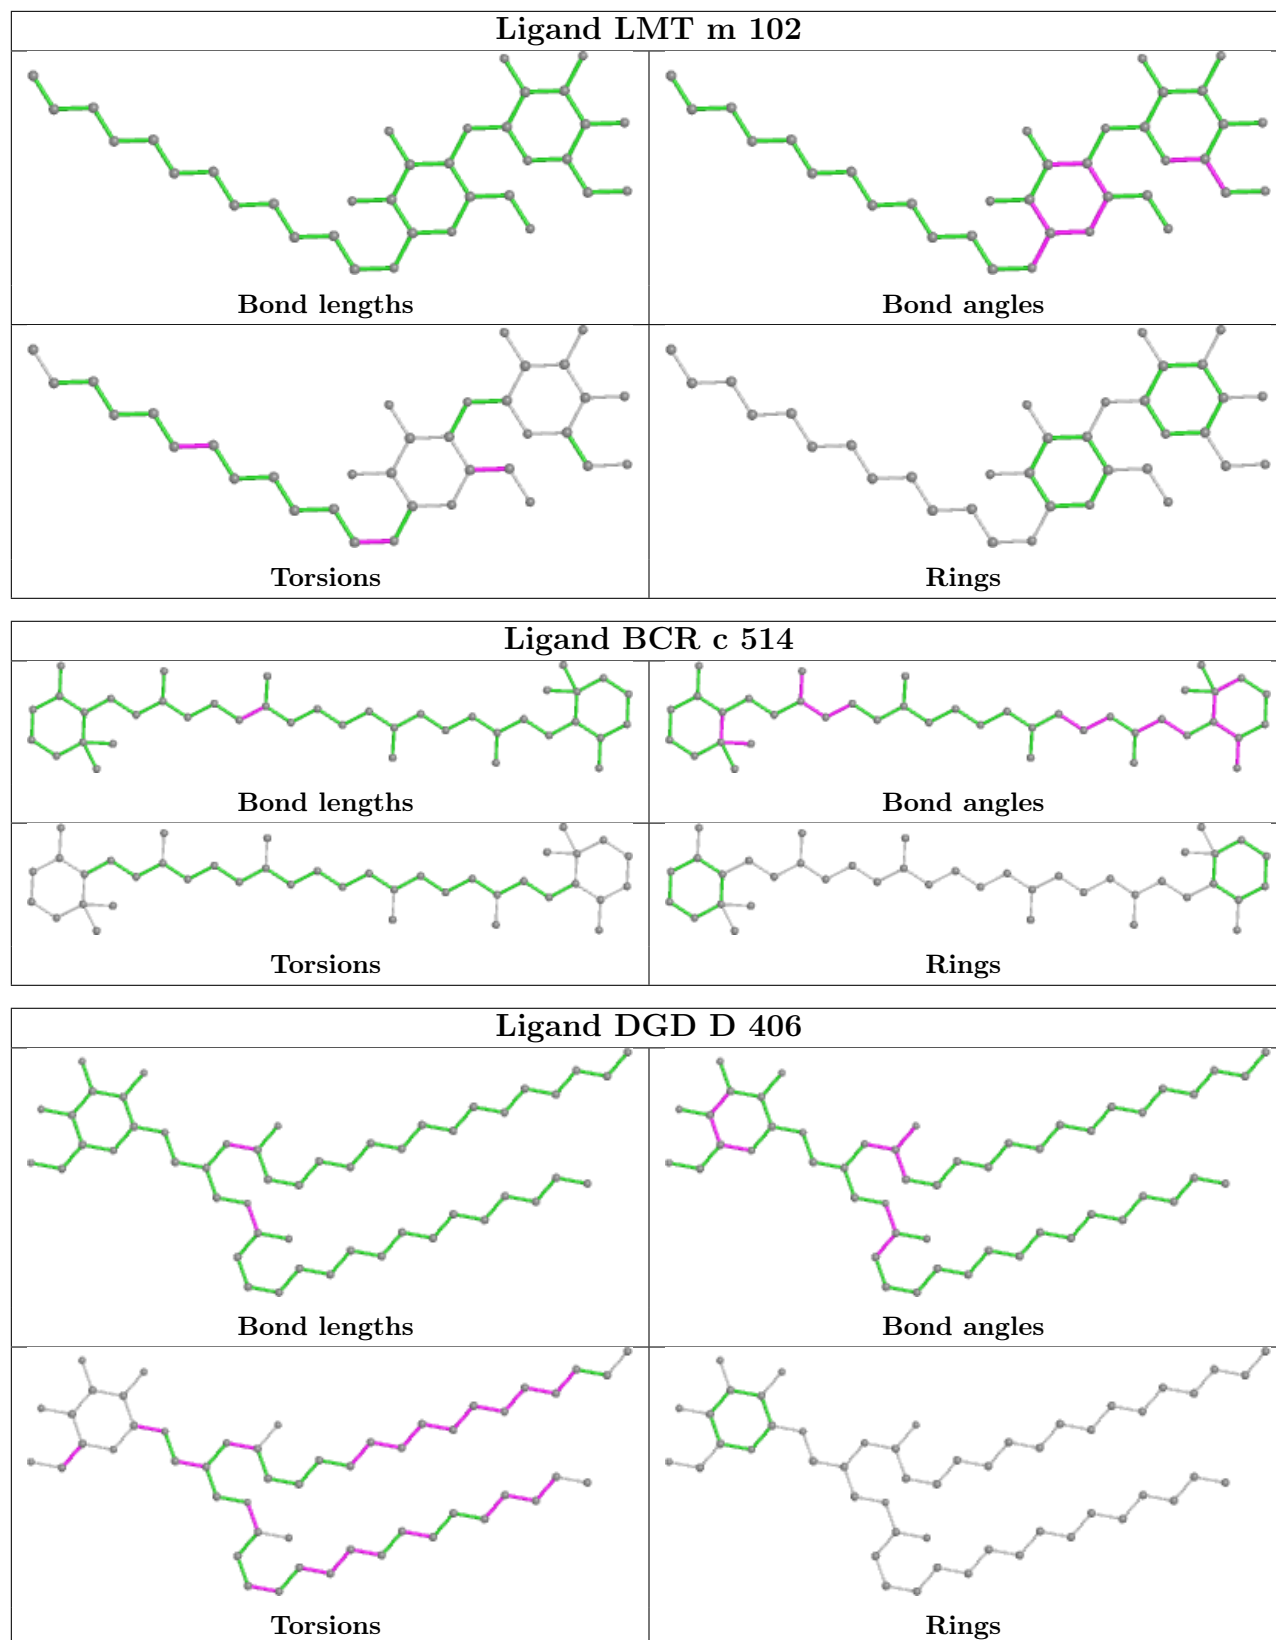 Ligand LMT m 102
Bond lengths
Bond angles
Torsions
Rings
Ligand BCR c 514
Bond lengths
Bond angles
Torsions
Rings
Ligand DGD D 406
Bond lengths
Bond angles
Torsions
Rings